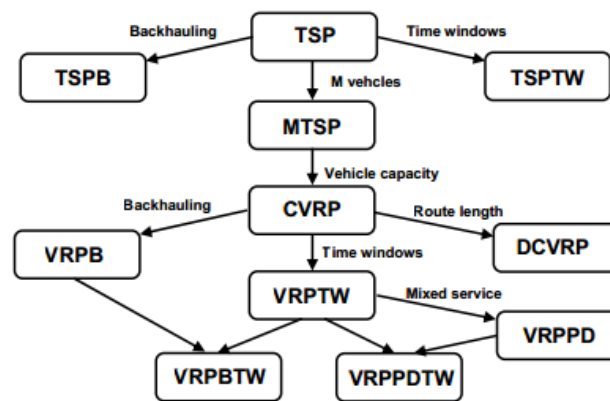 Backhauling
TSP
Time windows
TSPB
TSPTW
M vehcles
MTSP
Vehicle capacity
Backhauling
CVRP
Route length
VRPB
DCVRP
Time windows
VRPTW
Mixed service
VRPPD
VRPBTW
VRPPDTW